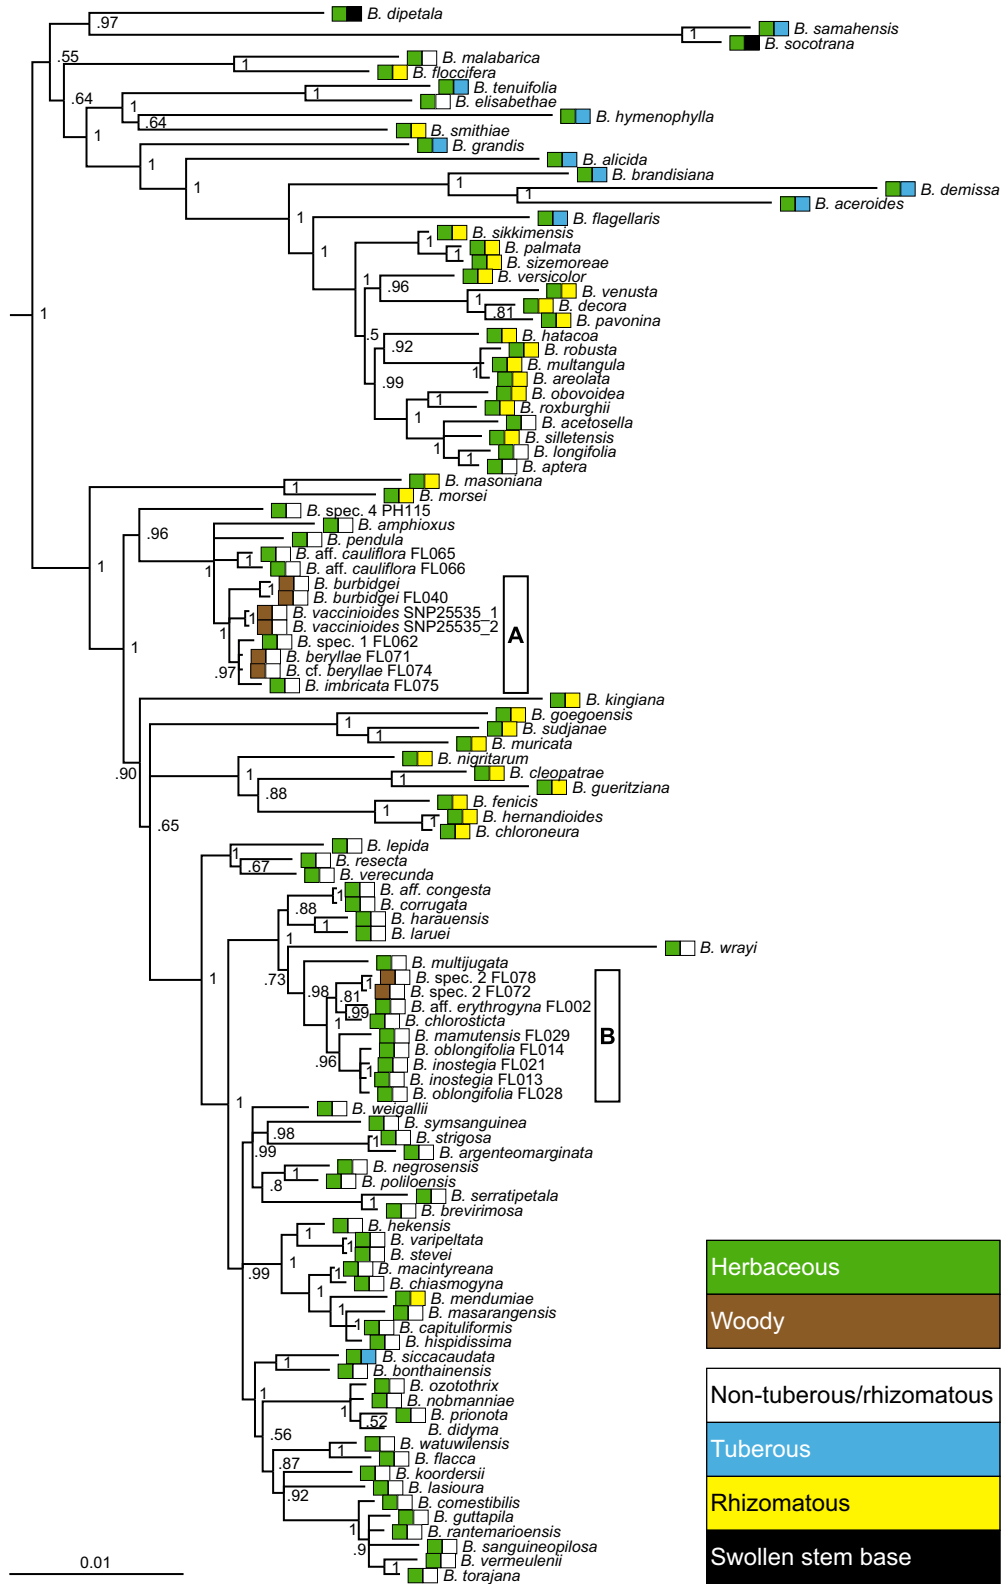 .97
B. dipetala
1
B. samahensis
B. socotrana
.55
B. malabarica
1
B. floccifera
.64
B. tenuifolia
1
B. elisabethae
1
B. hymenophylla
.64
1
B. smithiae
B. grandis
1
B. alicida
1
B. brandisiana
1
B. demissa
1
B. aceroides
1
B. flagellaris
1
B. sikkimensis
1
B. palmata
1
B. sizemoreae
B. versicolor
1
.96
B. venusta
1
B. decora
.81
B. pavonina
1
.5
B. hatacoa
.92
B. robusta
B. multangula
1
B. areolata
.99
B. obovoidea
1
B. roxburghii
1
B. acetosella
B. silletensis
1
B. longifolia
1
B. aptera
B. masoniana
1
B. morsei
B. spec. 4 PH115
.96
B. amphioxus
B. pendula
B. aff. cauliflora FL065
1
1
B. aff. cauliflora FL066
1
B. burbidgei
1
B. burbidgei FL040
B. vaccinioides SNP25535_1
1
B. vaccinioides SNP25535_2
1
A
B. spec. 1 FL062
1
B. beryllae FL071
B. cf. beryllae FL074
.97
B. imbricata FL075
B. kingiana
B. goegoensis
1
B. sudjanae
1
B. muricata
B. nigritarum
.90
1
B. cleopatrae
1
B. gueritziana
.88
B. fenicis
1
B. hernandioides
1
B. chloroneura
.65
B. lepida
1
B. resecta
.67
B. verecunda
B. aff. congesta
1
B. corrugata
.88
B. harauensis
1
B. laruei
1
B. wrayi
B. multijugata
1
.73
B. spec. 2 FL078
1
.98
.81
B. spec. 2 FL072
B. aff. erythrogyna FL002
.99
B. chlorosticta
1
B
B. mamutensis FL029
B. oblongifolia FL014
.96
B. inostegia FL021
1
B. inostegia FL013
B. oblongifolia FL028
1
B. weigallii
B. symsanguinea
.98
B. strigosa
1
.99
B. argenteomarginata
B. negrosensis
1
.8
B. poliloensis
B. serratipetala
1
B. brevirimosa
B. hekensis
1
B. varipeltata
1
B. stevei
.99
B. macintyreana
1
B. chiasmogyna
1
B. mendumiae
1
B. masarangensis
1
B. capituliformis
B. hispidissima
B. siccacaudata
1
B. bonthainensis
B. ozotothrix
1
B. nobmanniae
1
B. prionota
.52
B. didyma
.56
B. watuwilensis
1
B. flacca
.87
B. koordersii
B. lasioura
.92
B. comestibilis
B. guttapila
1
B. rantemarioensis
.9
B. sanguineopilosa
B. vermeulenii
1
B. torajana
0.01
Herbaceous
Woody
Non-tuberous/rhizomatous
Tuberous
Rhizomatous
Swollen stem base